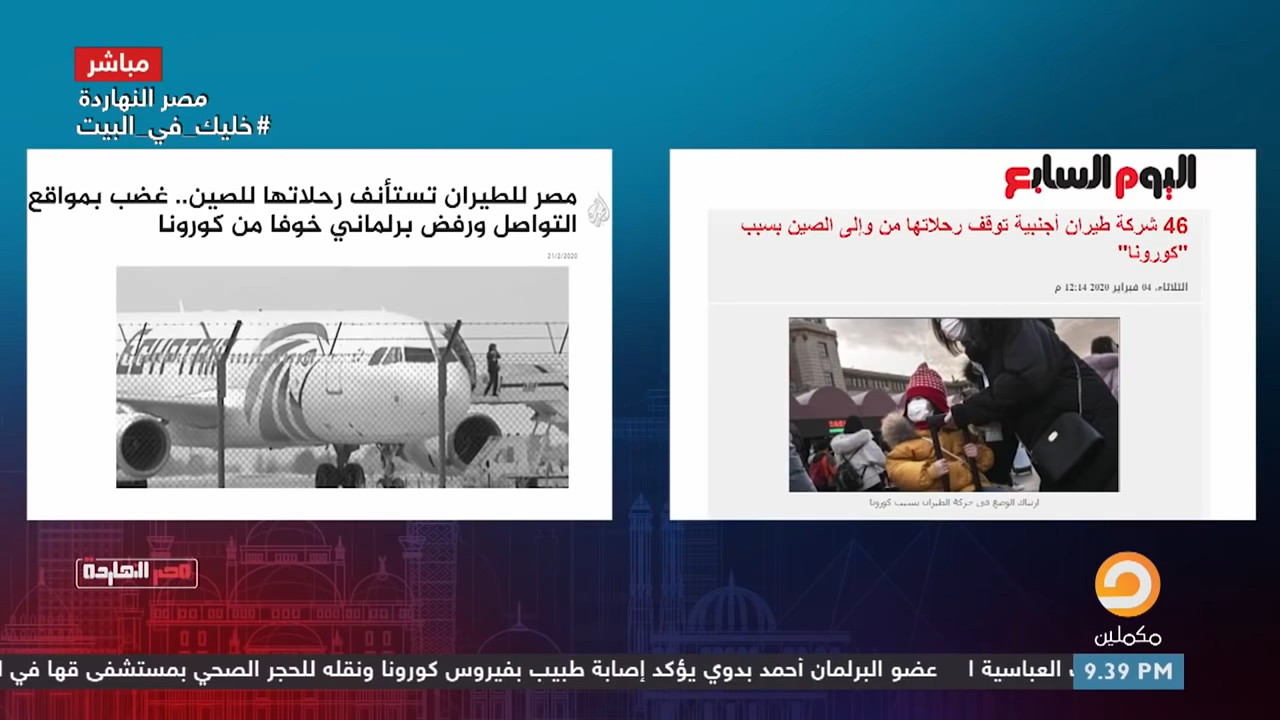 مباشر
مصر النهاردة
#خليك_في_البيت
اليوم السابع
46 شركة طيران أجنبية توقف رحلاتها من وإلى الصين بسبب
"كورونا"
الثلاثاء، 04 فبراير 2020 12:14 م
ارتباك الوضع فى حركة الطيران بسبب كورونا
مصر للطيران تستأنف رحلاتها للصين.. غضب بمواقع
التواصل ورفض برلماني خوفا من كورونا
21/2/2020
EGYPTAIR
مصر النهاردة
مكملين
العباسية ا عضو البرلمان أحمد بدوي يؤكد إصابة طبيب بفيروس كورونا ونقله للحجر الصحي بمستشفى قها في ا
9.39 PM